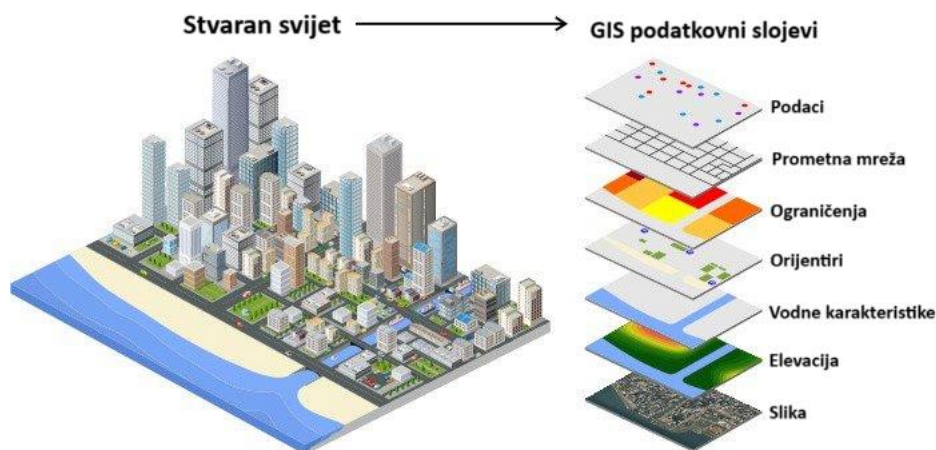 Stvaran svijet
GIS podatkovni slojevi
Podaci
Prometna mreža
Ograničenja
Orijentiri
Vodne karakteristike
Elevacija
Slika